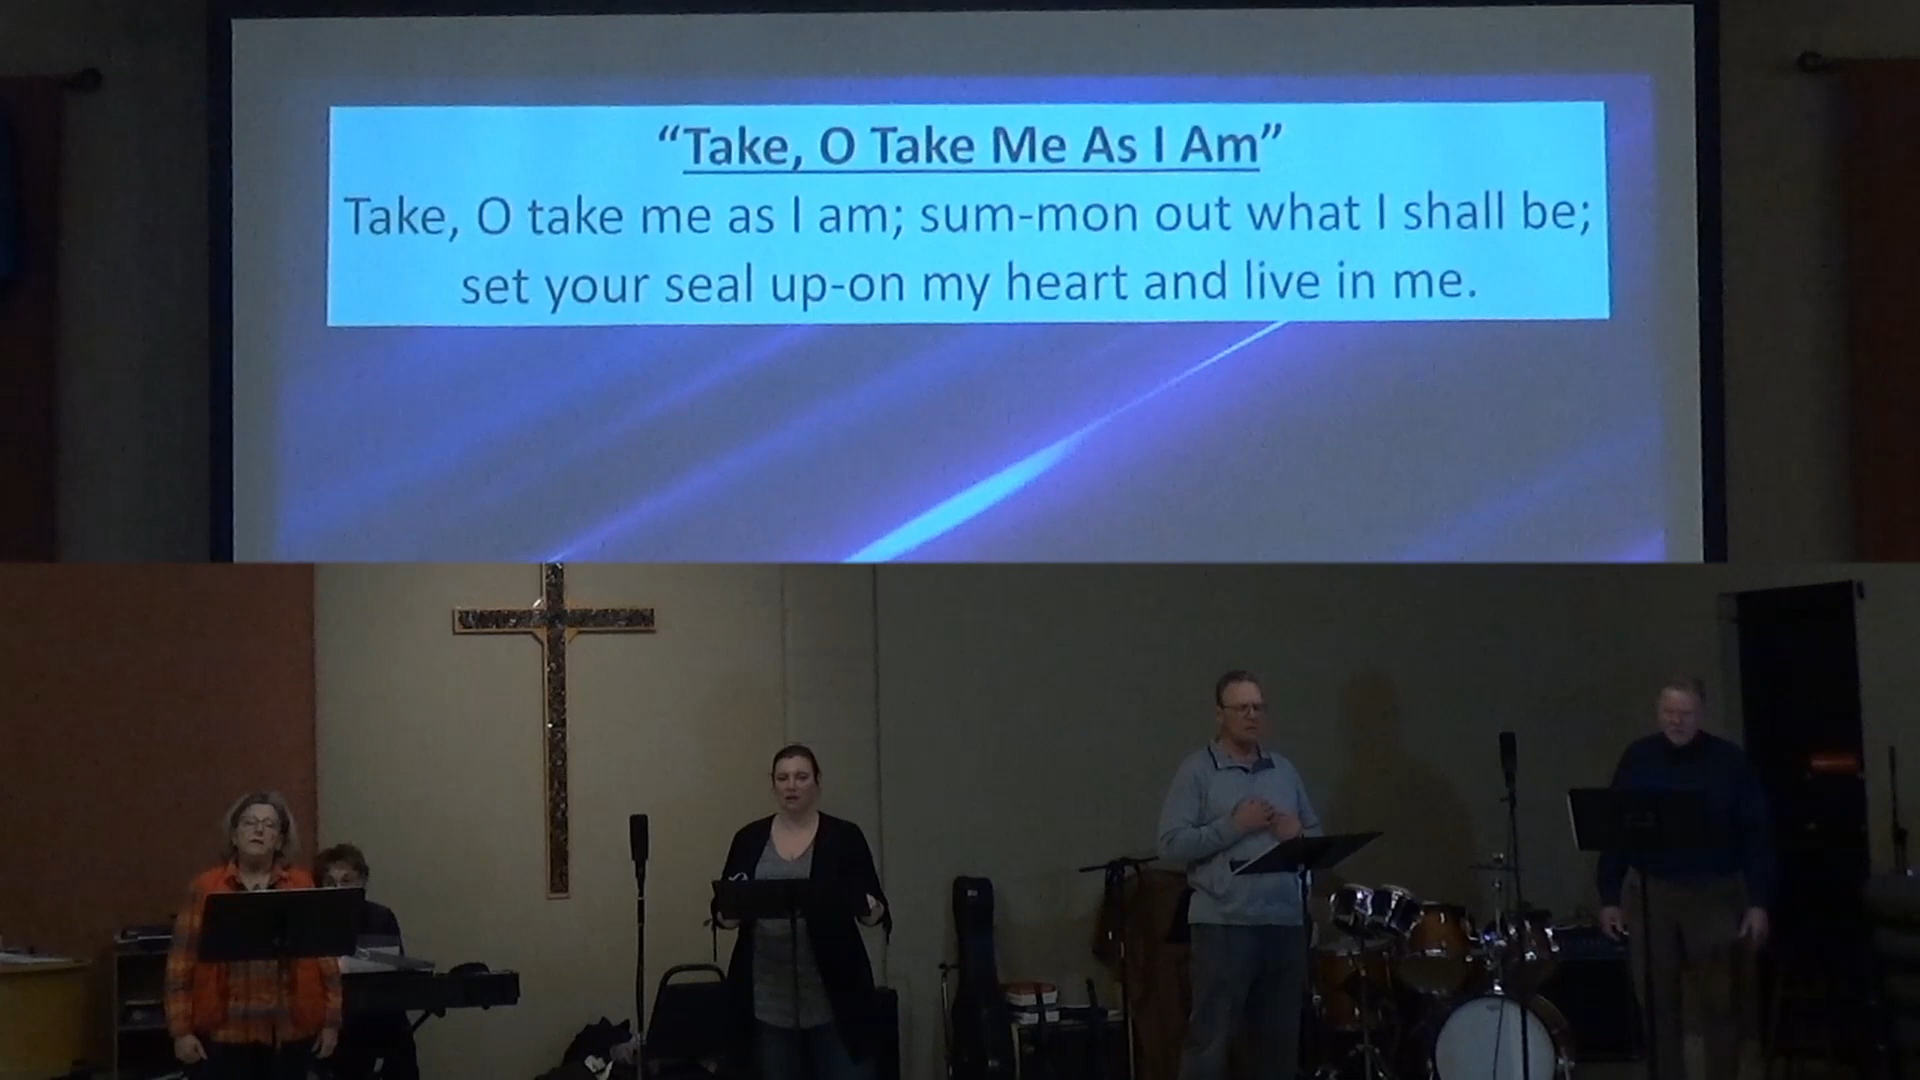 “Take, O Take Me As I Am”
Take, O take me as I am; sum-mon out what I shall be;
set your seal up-on my heart and live in me.